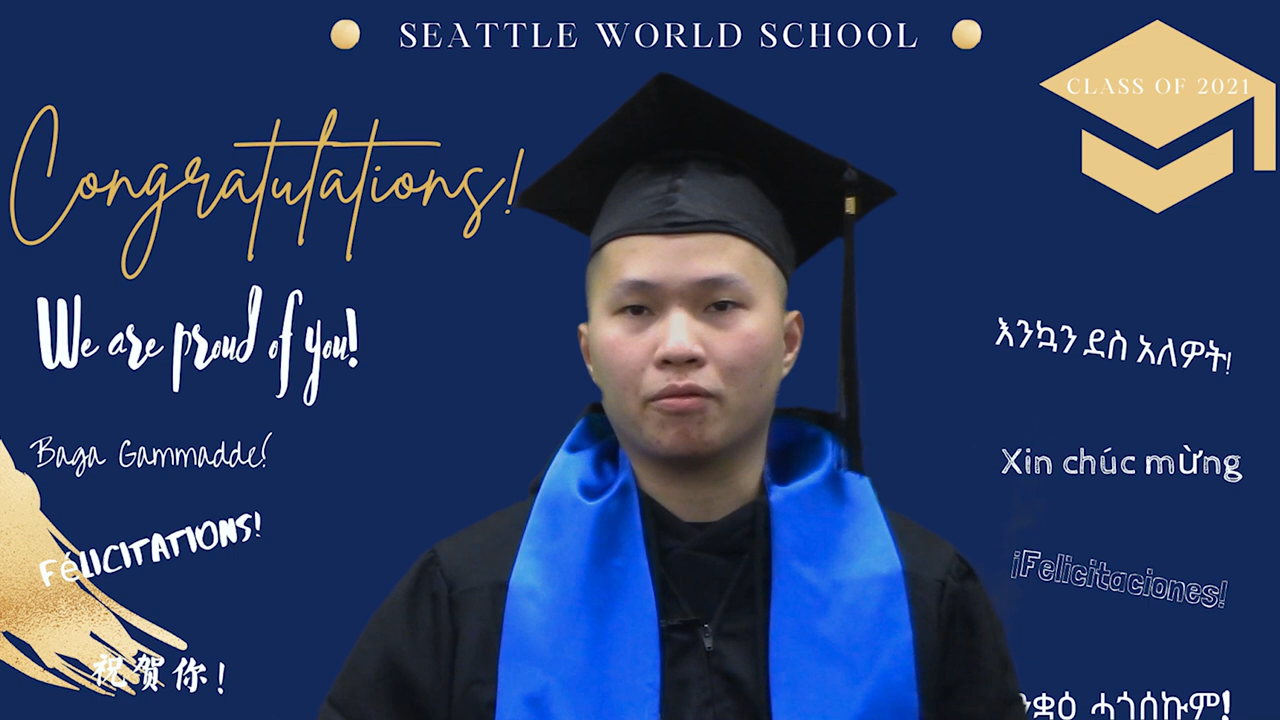 SEATTLE WORLD SCHOOL
CLASS OF 2021
Congratulations!
We are proud of you!
Baga Gammadde!
FéLICITATIONS!
祝贺你!
እንኳን ደስ አለዎት!
Xin chúc mừng
¡Felicitaciones!
ሓጎሰኩም!